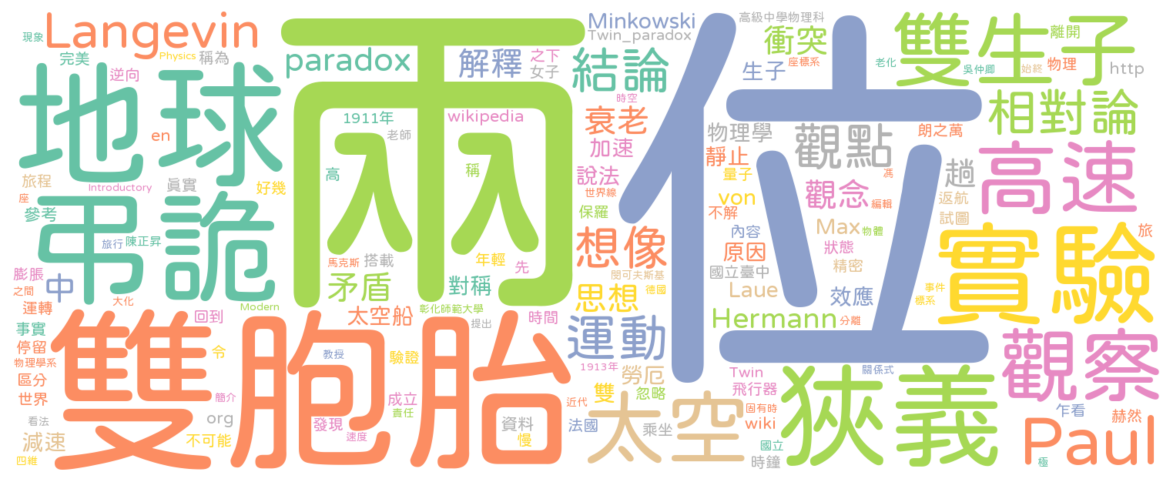 兩
位
雙胞胎
地球
弔詭
Langevin
現象
完美
逆向
稱為
Physics
之下
女子
paradox
解釋
Minkowski
Twin_paradox
高級中學物理科
衝突
座標系
生子
結論
雙生子
離開
老化
吳仲卿
始終
物理
http
相對論
1911年
wikipedia
en
老師
時空
衰老
加速
物理學
觀點
靜止
量子
朗之萬
高速
旅程
Introductory
座
真實
好幾
高
稱
說法
世界線
觀念
馮
趟
參考
旅行
陳正昇
保羅
von
編輯
返航
不解
Max
物體
試圖
旅
實驗
中
膨脹
之間
運轉
大化
馬克斯
搭載
年輕
先
想像
閔可夫斯基
內容
原因
狀態
國立臺中
精密
事件
標系
矛盾
對稱
德國
思想
Laue
效應
Modern
回到
太空船
彰化師範大學
提出
時間
Hermann
分離
事實
停留
物理學系
區分
世界
令
教授
驗證
運動
觀察
1913年
勞厄
Twin
關係式
飛行器
狹義
簡介
成立
責任
近代
雙
忽略
固有時
乍看
看法
org
發現
速度
資料
慢
法國
太空
乘坐
wiki
赫然
減速
不可能
四維
國立
時鐘
極
Paul